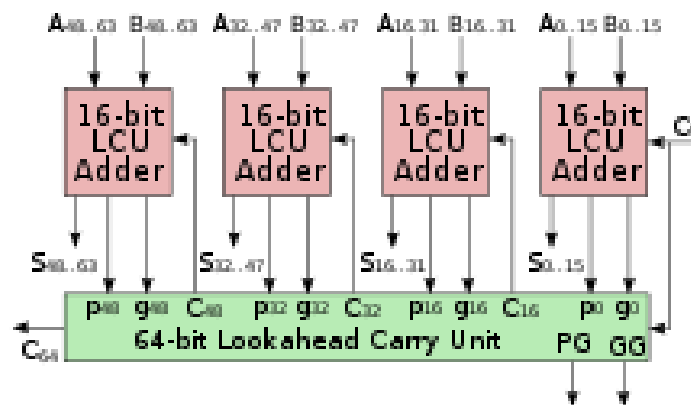 A48..63 B48..63 A32..47 B32..47 A16.31 B16..31 A0..15 B0..15
16-bit LCU Adder 16-bit LCU Adder 16-bit LCU Adder 16-bit LCU Adder
S48..63 S32..47 S16..31 S0..15
p48 g48 C48 p32 g32 C32 p16 g16 C16 p0 g0
64-bit Lookahead Carry Unit PG GG
C64